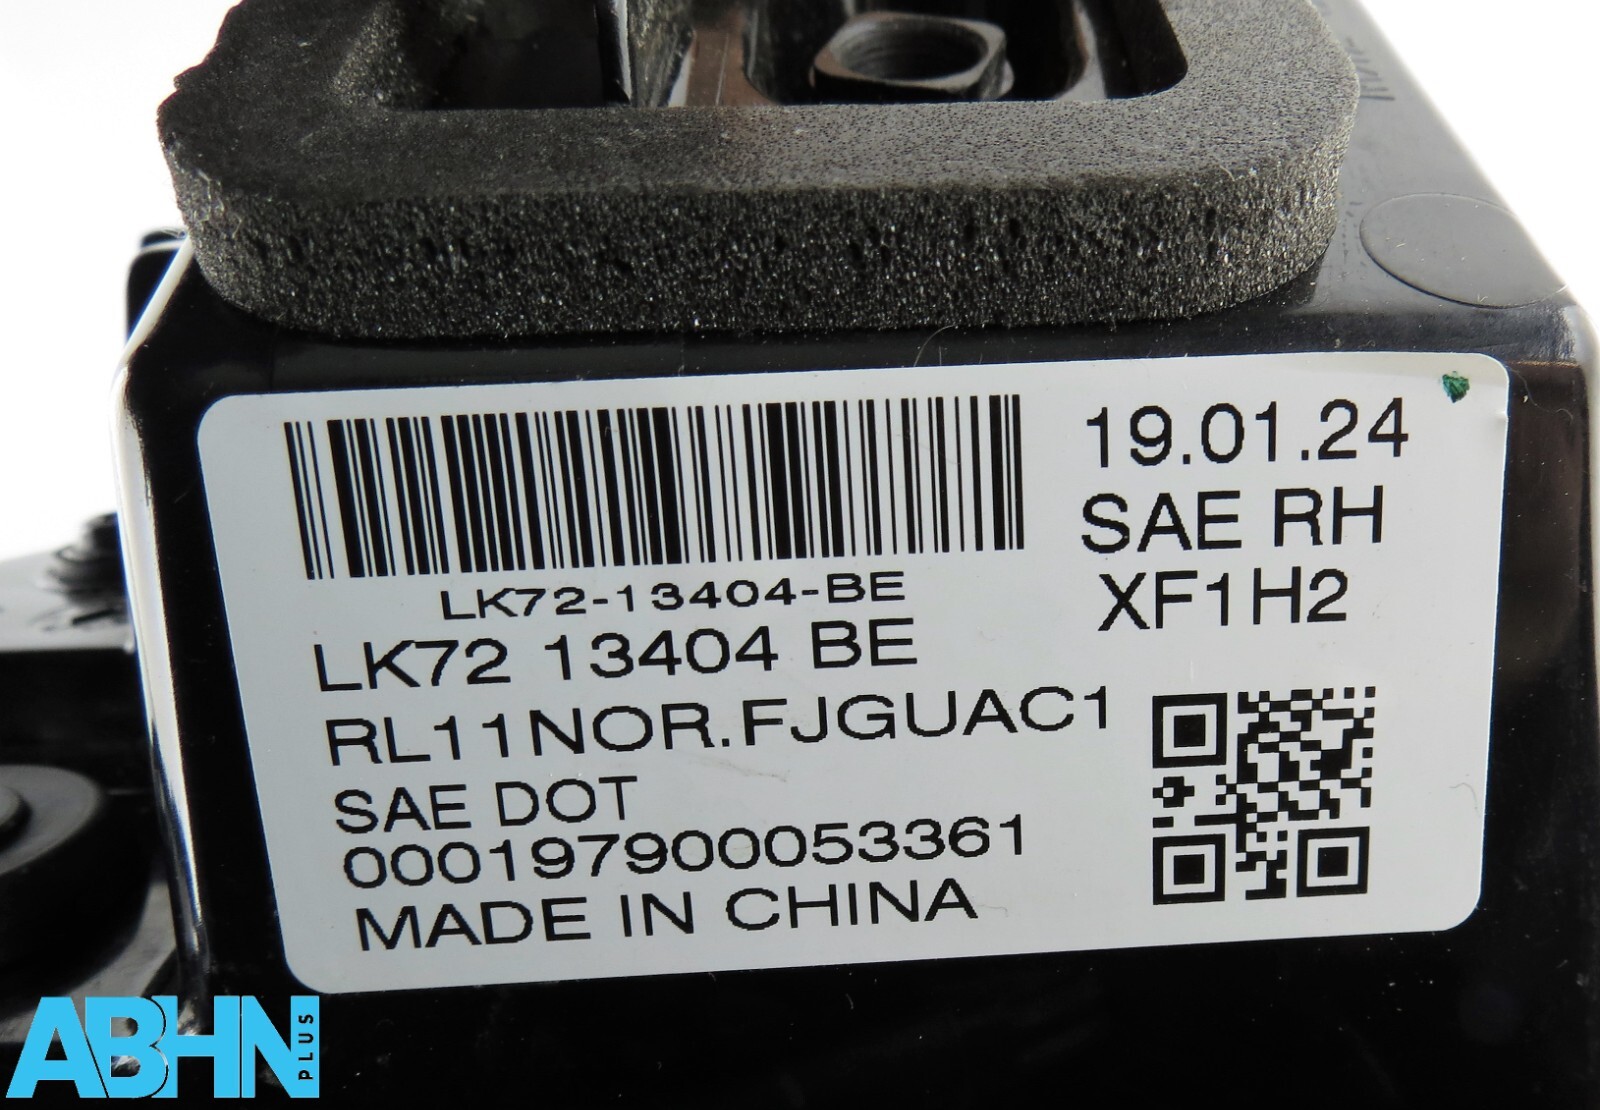 LK72-13404-BE
LK72 13404 BE
RL11NOR.FJGUAC1
SAE DOT
000197900053361
MADE IN CHINA
19.01.24
SAE RH
XF1H2
ABHN
PLUS